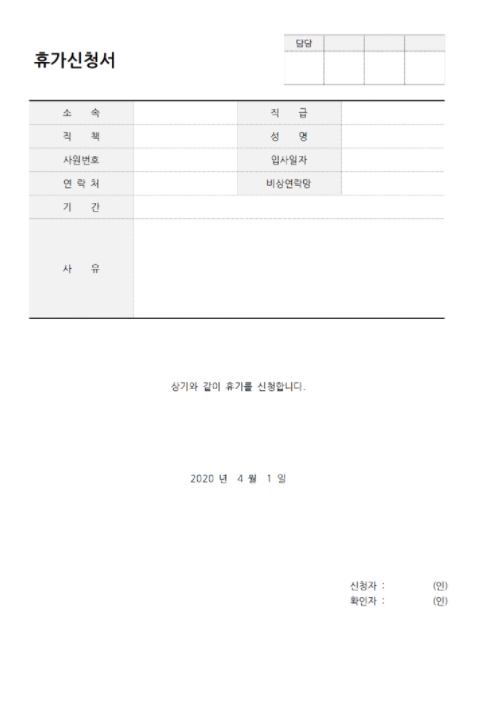 담당
휴가신청서
소 속 직 급
직 책 성 명
사원번호 입사일자
연 락 처 비상연락망
기 간
사 유
상기와 같이 휴가를 신청합니다.
2020 년 4 월 1 일
신청자 : (인)
확인자 : (인)